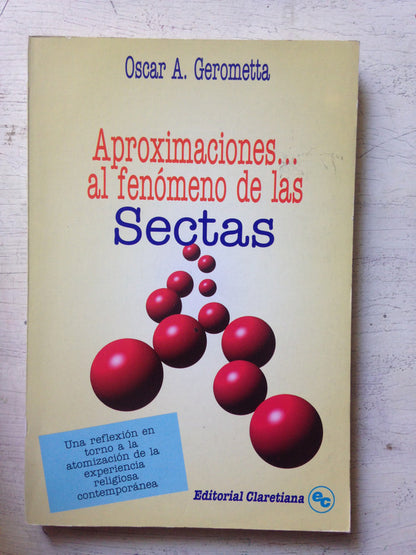 Oscar A. Gerometta
Aproximaciones...
al fenómeno de las
Sectas
Una reflexión en
torno a la
atomización de la
experiencia
religiosa
contemporánea
Editorial Claretiana
ec